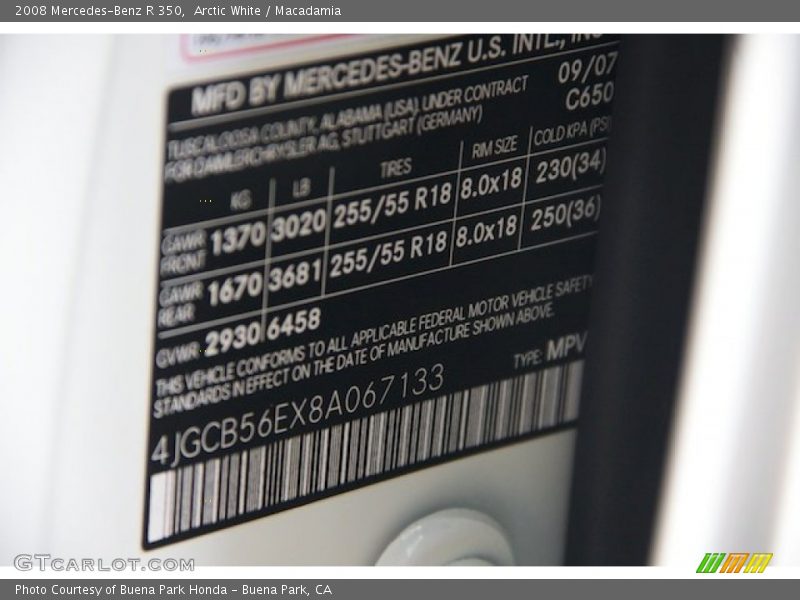 2008 Mercedes-Benz R 350, Arctic White / Macadamia
MFD BY MERCEDES-BENZ U.S. INTL., INC
TUSCALOOSA COUNTY, ALABAMA (USA) UNDER CONTRACT
FOR DAIMLERCHRYSLER AG, STUTTGART (GERMANY)
09/07
C650
KG LB TIRES RIM SIZE COLD KPA (PSI
GAWR FRONT 1370 3020 255/55 R18 8.0x18 230(34)
GAWR REAR 1670 3681 255/55 R18 8.0x18 250(36)
GVWR 2930 6458
THIS VEHICLE CONFORMS TO ALL APPLICABLE FEDERAL MOTOR VEHICLE SAFETY
STANDARDS IN EFFECT ON THE DATE OF MANUFACTURE SHOWN ABOVE.
4JGCB56EX8A067133 TYPE: MPV
GTCARLOT.COM
Photo Courtesy of Buena Park Honda - Buena Park, CA